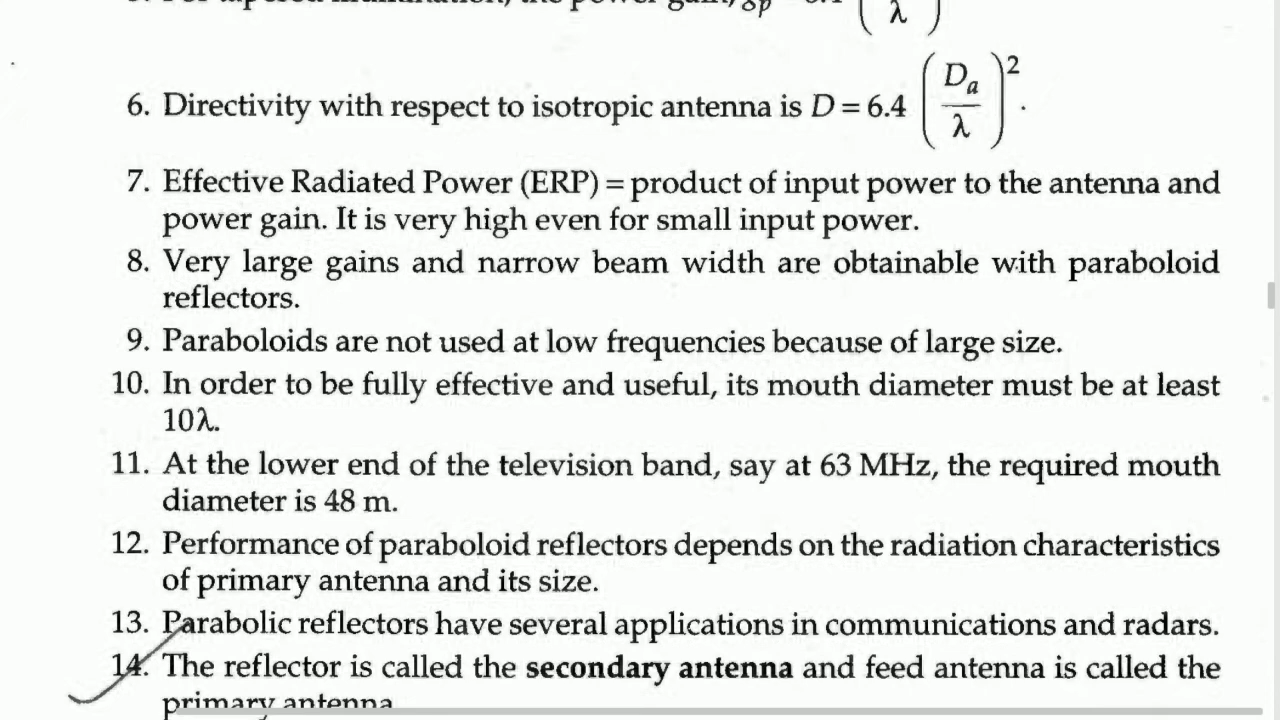 6. Directivity with respect to isotropic antenna is D = 6.4 (Dₐ/λ)².
7. Effective Radiated Power (ERP) = product of input power to the antenna and
power gain. It is very high even for small input power.
8. Very large gains and narrow beam width are obtainable with paraboloid
reflectors.
9. Paraboloids are not used at low frequencies because of large size.
10. In order to be fully effective and useful, its mouth diameter must be at least
10λ.
11. At the lower end of the television band, say at 63 MHz, the required mouth
diameter is 48 m.
12. Performance of paraboloid reflectors depends on the radiation characteristics
of primary antenna and its size.
13. Parabolic reflectors have several applications in communications and radars.
14. The reflector is called the secondary antenna and feed antenna is called the
primary antenna